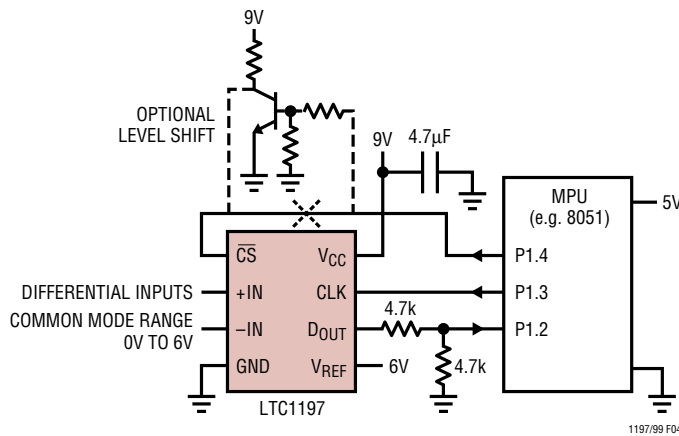 9V
OPTIONAL
LEVEL SHIFT
9V
4.7µF
MPU
(e.g. 8051)
5V
C̅S̅
VCC
P1.4
DIFFERENTIAL INPUTS
+IN
CLK
P1.3
COMMON MODE RANGE
0V TO 6V
–IN
DOUT
4.7k
P1.2
GND
VREF
6V
4.7k
LTC1197
1197/99 F04